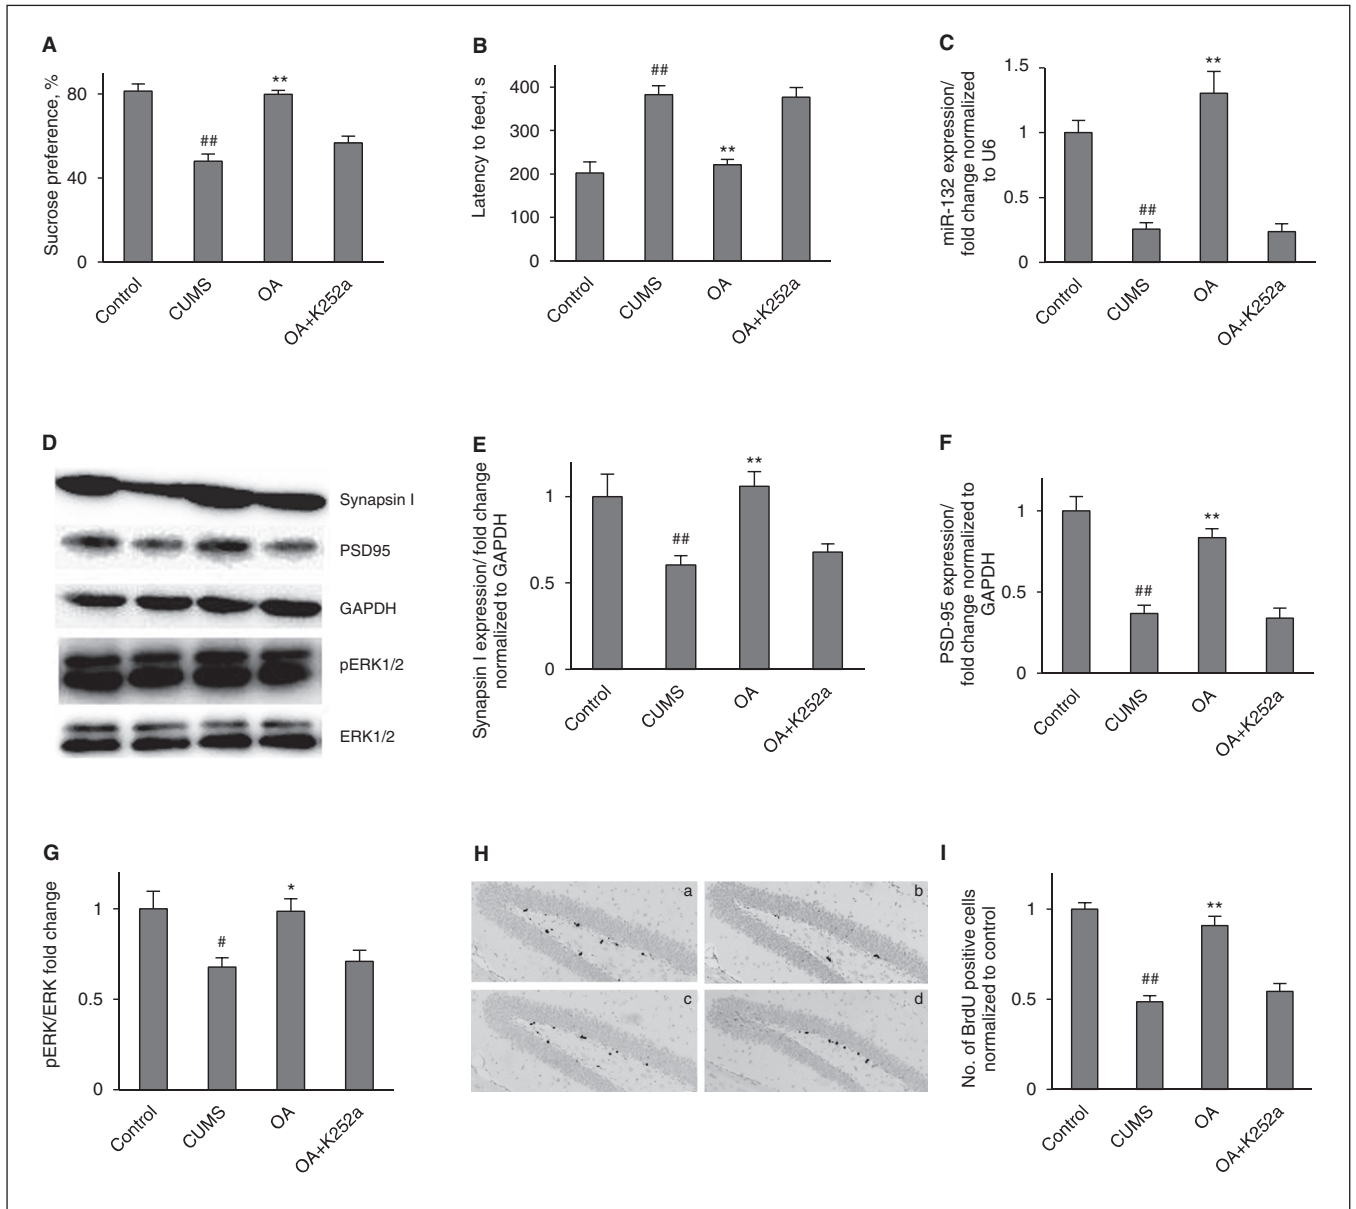 A
Sucrose preference, %
80
40
0
**
##
Control
CUMS
OA
OA+K252a
B
Latency to feed, s
400
300
200
100
0
##
**
Control
CUMS
OA
OA+K252a
C
miR-132 expression/
fold change normalized
to U6
1.5
1
0.5
0
**
##
Control
CUMS
OA
OA+K252a
D
Synapsin I
PSD95
GAPDH
pERK1/2
ERK1/2
E
Synapsin I expression/ fold change
normalized to GAPDH
1
0.5
0
**
##
Control
CUMS
OA
OA+K252a
F
PSD-95 expression/
fold change normalized to
GAPDH
1
0.5
0
**
##
Control
CUMS
OA
OA+K252a
G
pERK/ERK fold change
1
0.5
0
*
#
Control
CUMS
OA
OA+K252a
H
a
b
c
d
I
No. of BrdU positive cells
normalized to control
1
0.5
0
**
##
Control
CUMS
OA
OA+K252a